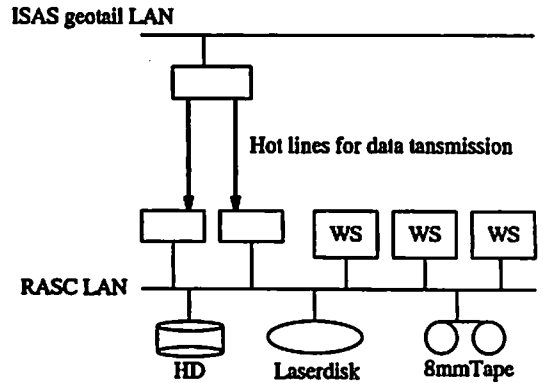 ISAS geotail LAN
Hot lines for data tansmission
WS WS WS
RASC LAN
HD Laserdisk 8mmTape